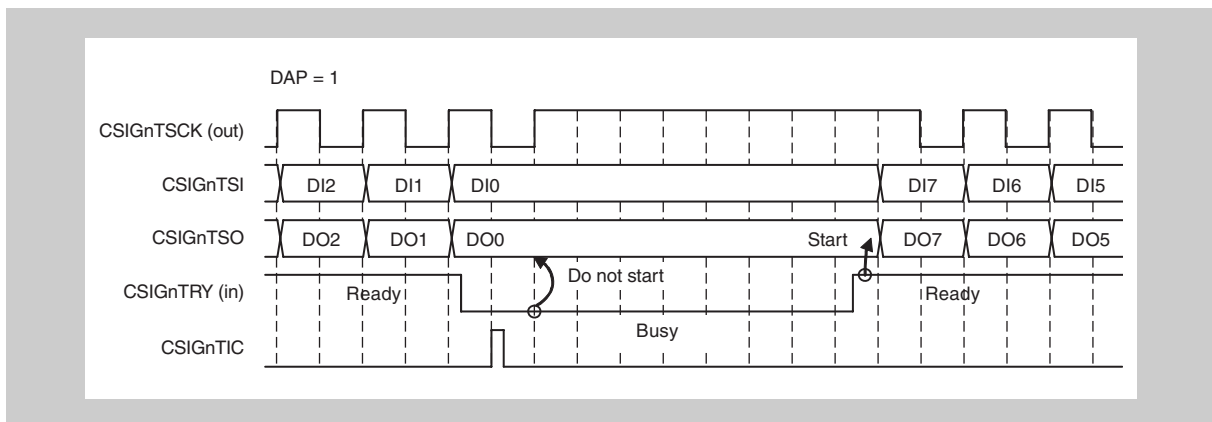 DAP = 1
CSIGnTSCK (out)
CSIGnTSI DI2 DI1 DI0 DI7 DI6 DI5
CSIGnTSO DO2 DO1 DO0 Start DO7 DO6 DO5
Do not start
CSIGnTRY (in) Ready Ready
Busy
CSIGnTIC